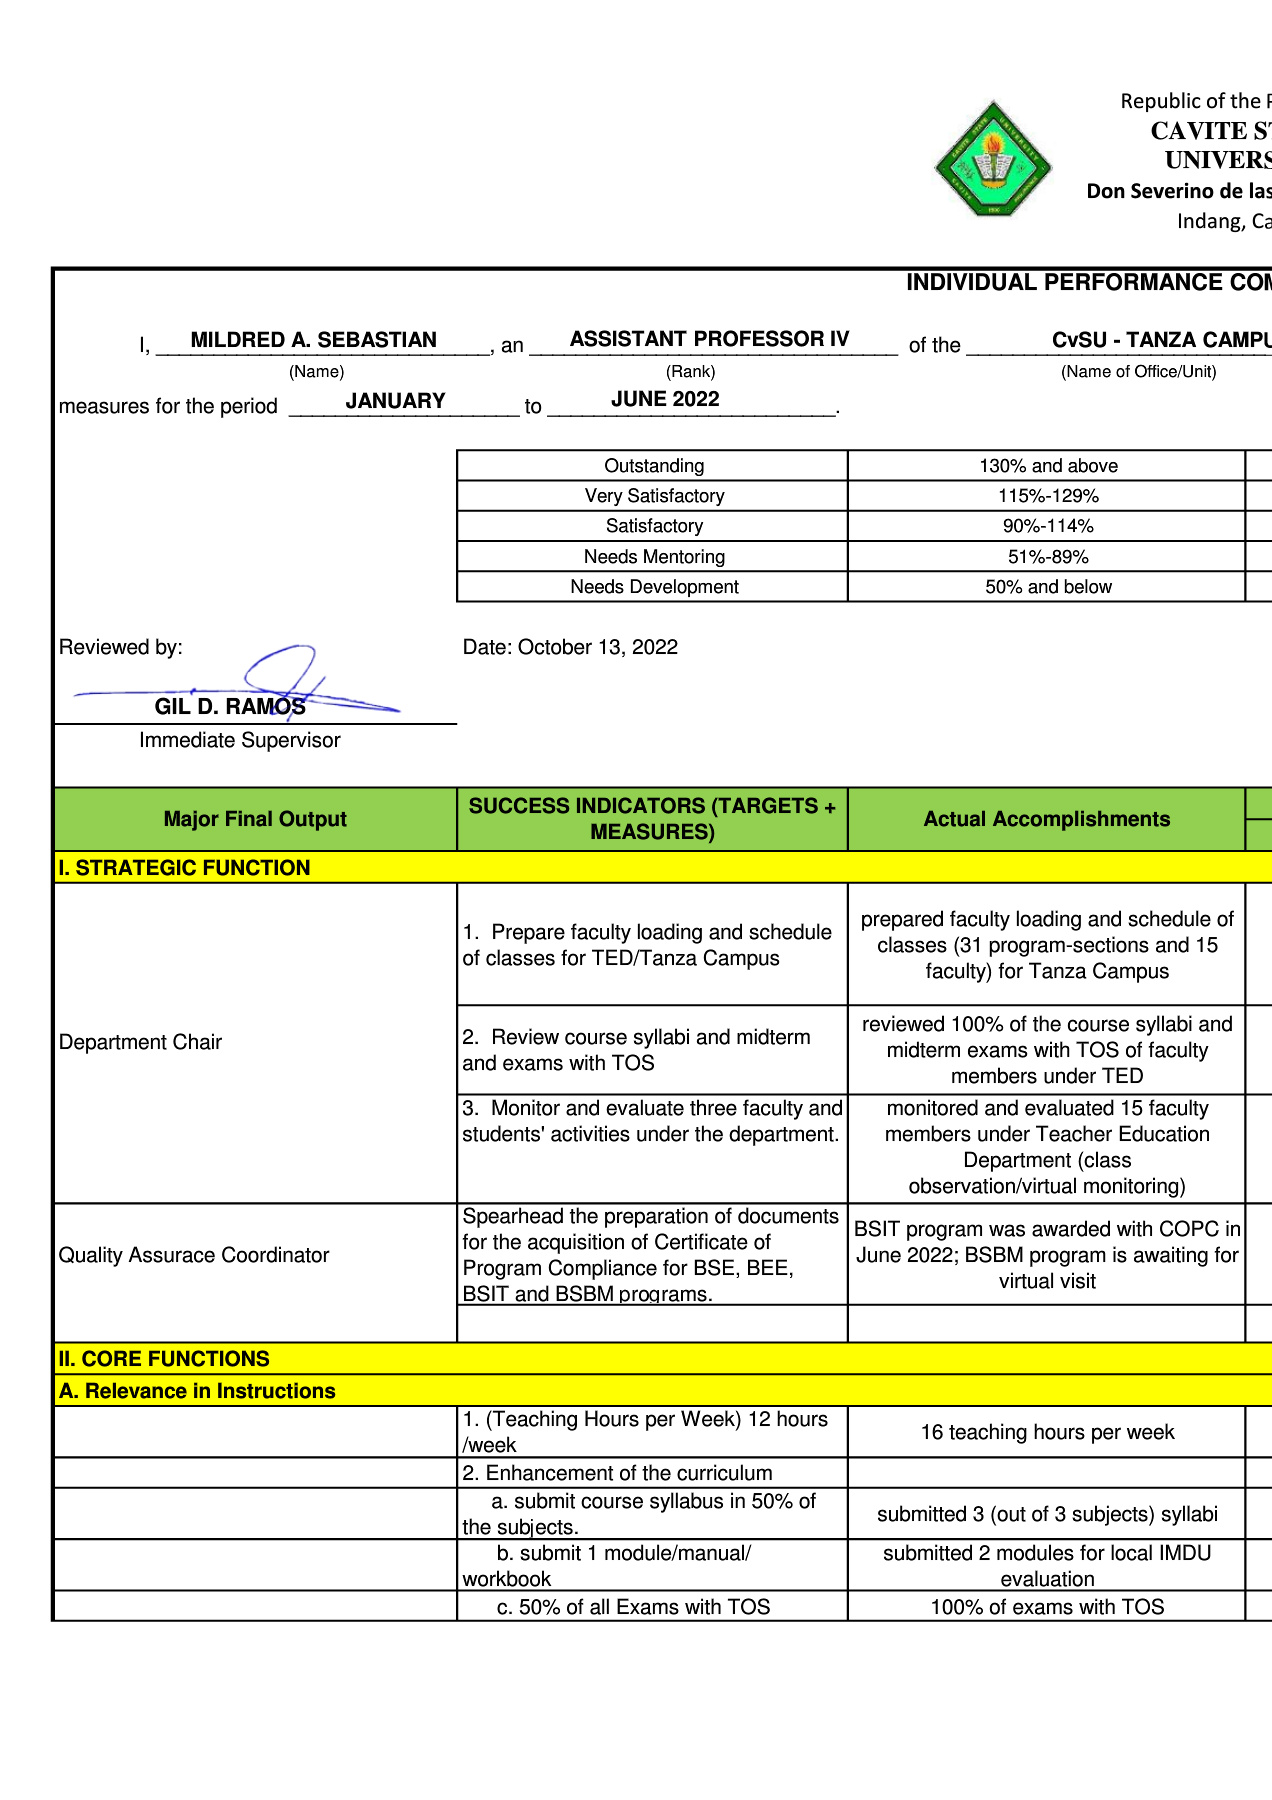 Republic of the P
CAVITE ST
UNIVERS
Don Severino de las
Indang, Ca
INDIVIDUAL PERFORMANCE COM
I, MILDRED A. SEBASTIAN, an ASSISTANT PROFESSOR IV of the CvSU - TANZA CAMPU
(Name) (Rank) (Name of Office/Unit)
measures for the period JANUARY to JUNE 2022.
Outstanding 130% and above
Very Satisfactory 115%-129%
Satisfactory 90%-114%
Needs Mentoring 51%-89%
Needs Development 50% and below
Reviewed by: Date: October 13, 2022
GIL D. RAMOS
Immediate Supervisor
Major Final Output
SUCCESS INDICATORS (TARGETS +
MEASURES)
Actual Accomplishments
I. STRATEGIC FUNCTION
Department Chair
1. Prepare faculty loading and schedule
of classes for TED/Tanza Campus
prepared faculty loading and schedule of
classes (31 program-sections and 15
faculty) for Tanza Campus
2. Review course syllabi and midterm
and exams with TOS
reviewed 100% of the course syllabi and
midterm exams with TOS of faculty
members under TED
3. Monitor and evaluate three faculty and
students' activities under the department.
monitored and evaluated 15 faculty
members under Teacher Education
Department (class
observation/virtual monitoring)
Quality Assurace Coordinator
Spearhead the preparation of documents
for the acquisition of Certificate of
Program Compliance for BSE, BEE,
BSIT and BSBM programs.
BSIT program was awarded with COPC in
June 2022; BSBM program is awaiting for
virtual visit
II. CORE FUNCTIONS
A. Relevance in Instructions
1. (Teaching Hours per Week) 12 hours
/week
16 teaching hours per week
2. Enhancement of the curriculum
a. submit course syllabus in 50% of
the subjects.
submitted 3 (out of 3 subjects) syllabi
b. submit 1 module/manual/
workbook
submitted 2 modules for local IMDU
evaluation
c. 50% of all Exams with TOS
100% of exams with TOS